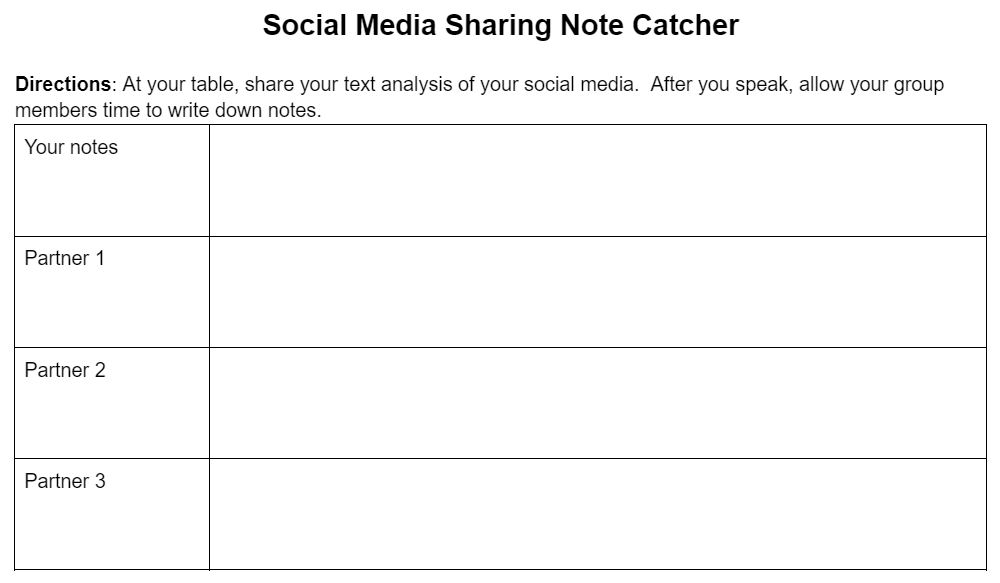 Social Media Sharing Note Catcher
Directions: At your table, share your text analysis of your social media.  After you speak, allow your group
members time to write down notes.
Your notes
Partner 1
Partner 2
Partner 3